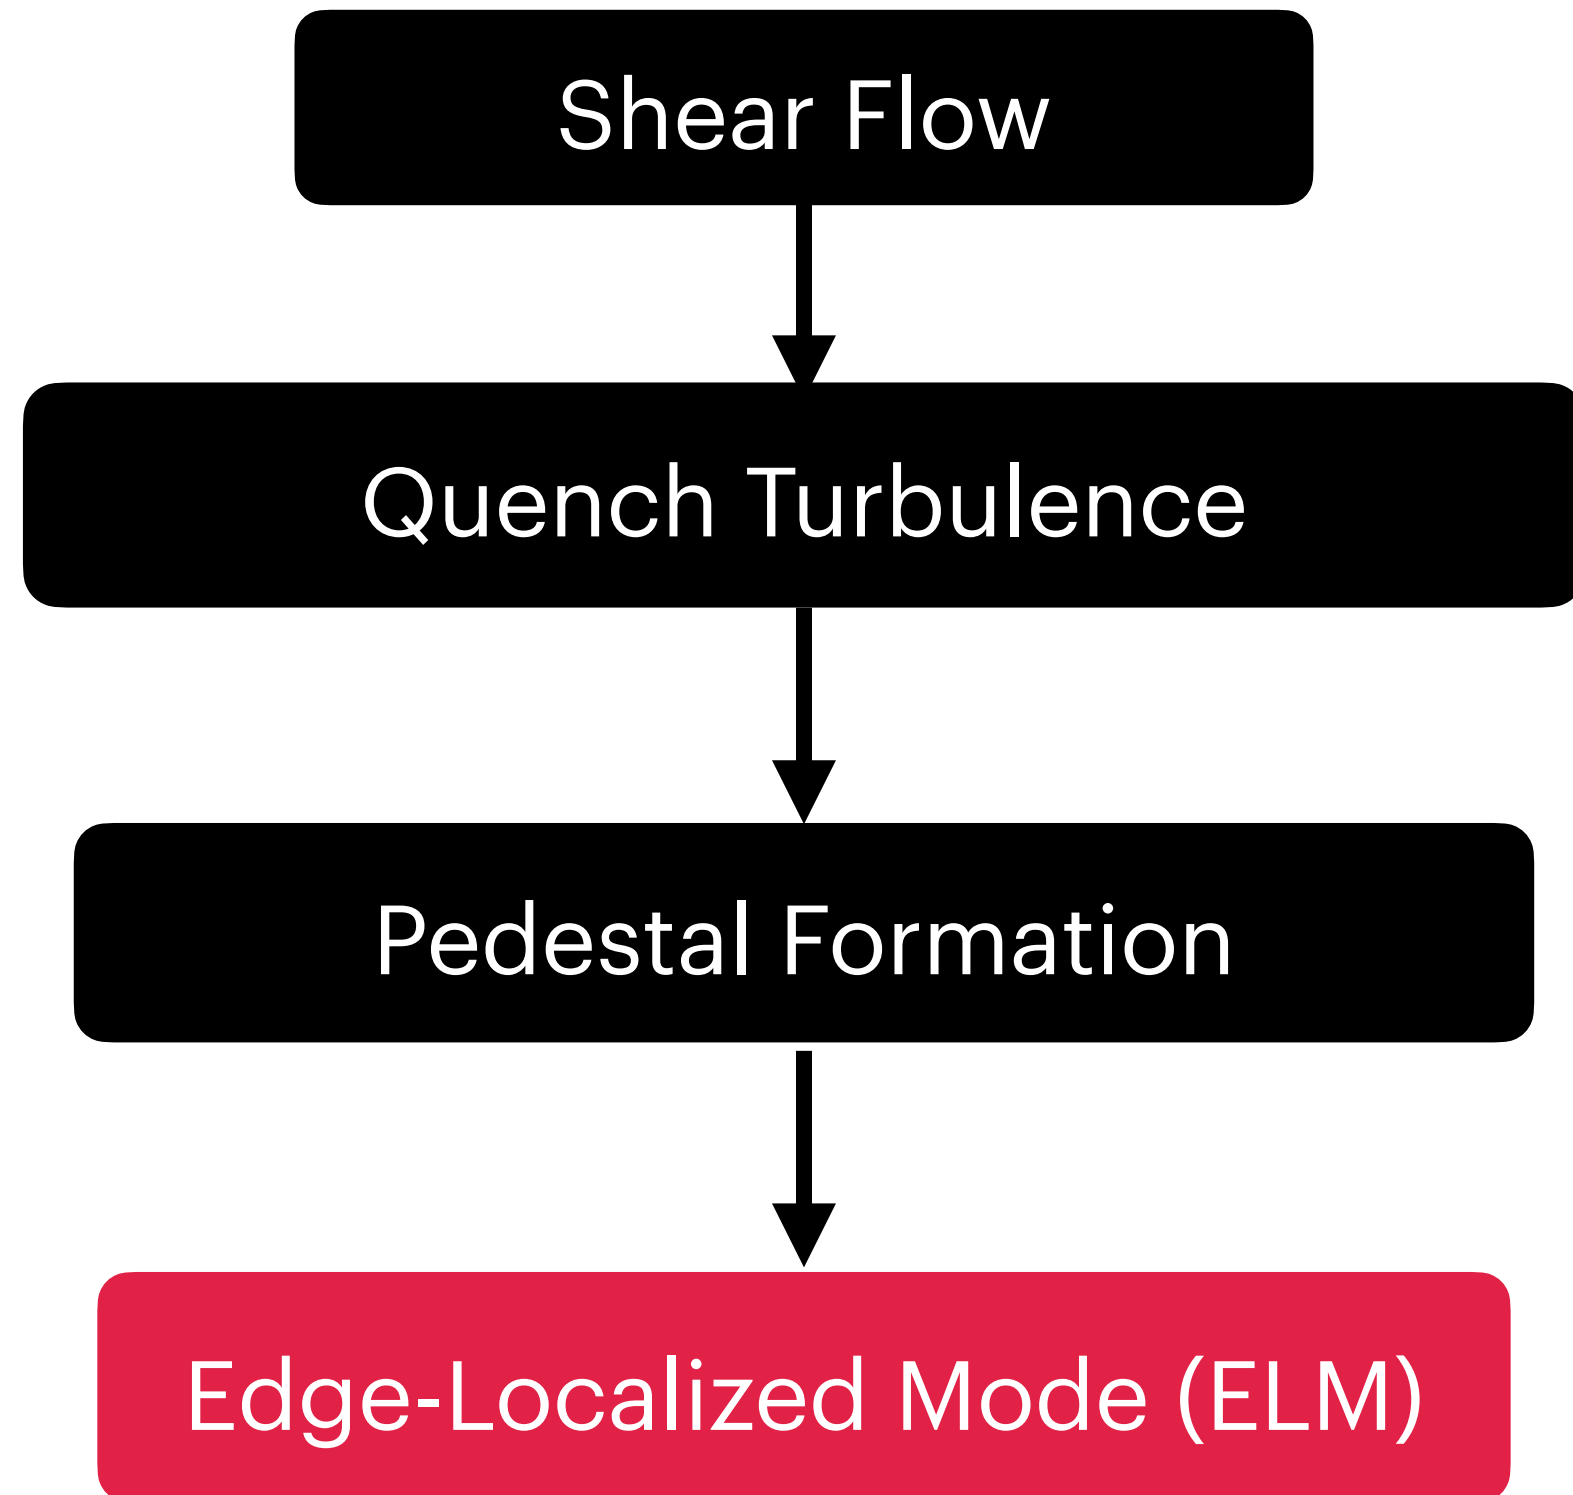 Shear Flow
Quench Turbulence
Pedestal Formation
Edge-Localized Mode (ELM)